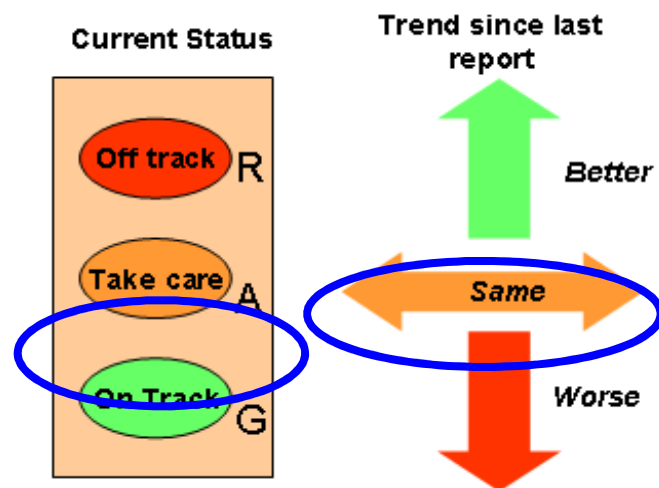 Current Status
Trend since last
report
Off track
R
Better
Take care
A
Same
On Track
G
Worse